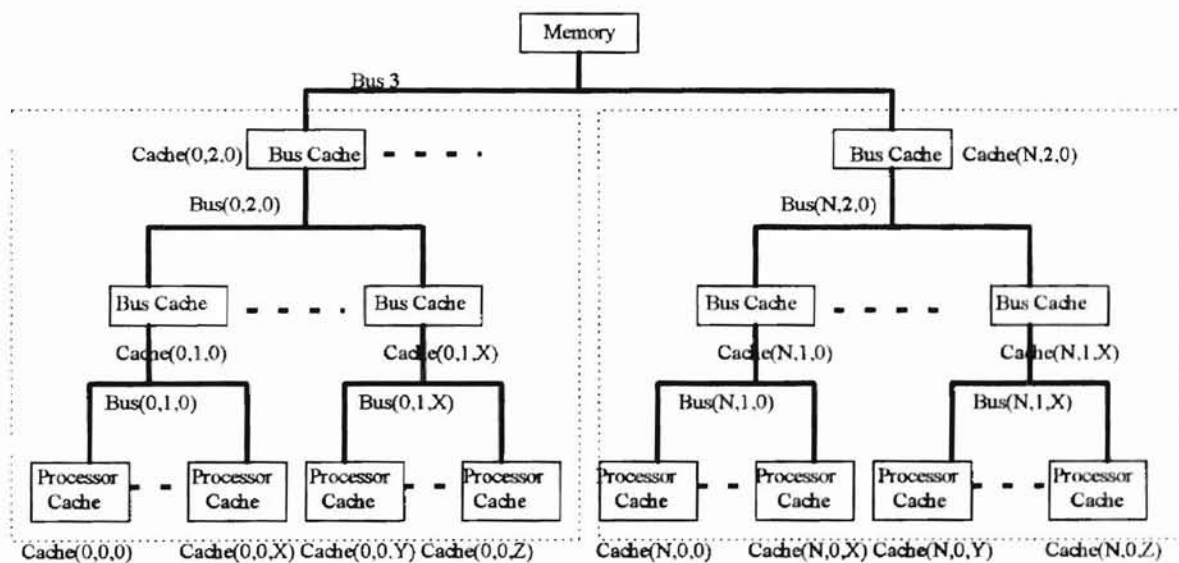 Memory
Bus 3
Cache(0,2,0)
Bus Cache
Bus Cache
Cache(N,2,0)
Bus(0,2,0)
Bus(N,2,0)
Bus Cache
Bus Cache
Bus Cache
Bus Cache
Cache(0,1,0)
Cache(0,1,X)
Cache(N,1,0)
Cache(N,1,X)
Bus(0,1,0)
Bus(0,1,X)
Bus(N,1,0)
Bus(N,1,X)
Processor
Cache
Processor
Cache
Processor
Cache
Processor
Cache
Processor
Cache
Processor
Cache
Processor
Cache
Processor
Cache
Cache(0,0,0)
Cache(0,0,X)
Cache(0,0,Y)
Cache(0,0,Z)
Cache(N,0,0)
Cache(N,0,X)
Cache(N,0,Y)
Cache(N,0,Z)